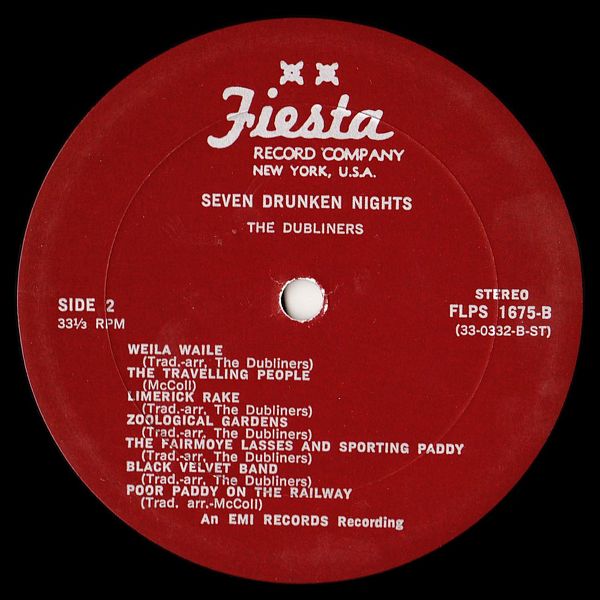 Fiesta
RECORD COMPANY
NEW YORK, U.S.A.
SEVEN DRUNKEN NIGHTS
THE DUBLINERS
SIDE 2
33⅓ RPM
STEREO
FLPS 1675-B
(33-0332-B-ST)
WEILA WAILE
(Trad.-arr, The Dubliners)
THE TRAVELLING PEOPLE
(McColl)
LIMERICK RAKE
(Trad.-arr, The Dubliners)
ZOOLOGICAL GARDENS
(Trad.-arr, The Dubliners)
THE FAIRMOYE LASSES AND SPORTING PADDY
(Trad.-arr, The Dubliners)
BLACK VELVET BAND
(Trad.-arr, The Dubliners)
POOR PADDY ON THE RAILWAY
(Trad. arr.-McColl)
An EMI RECORDS Recording